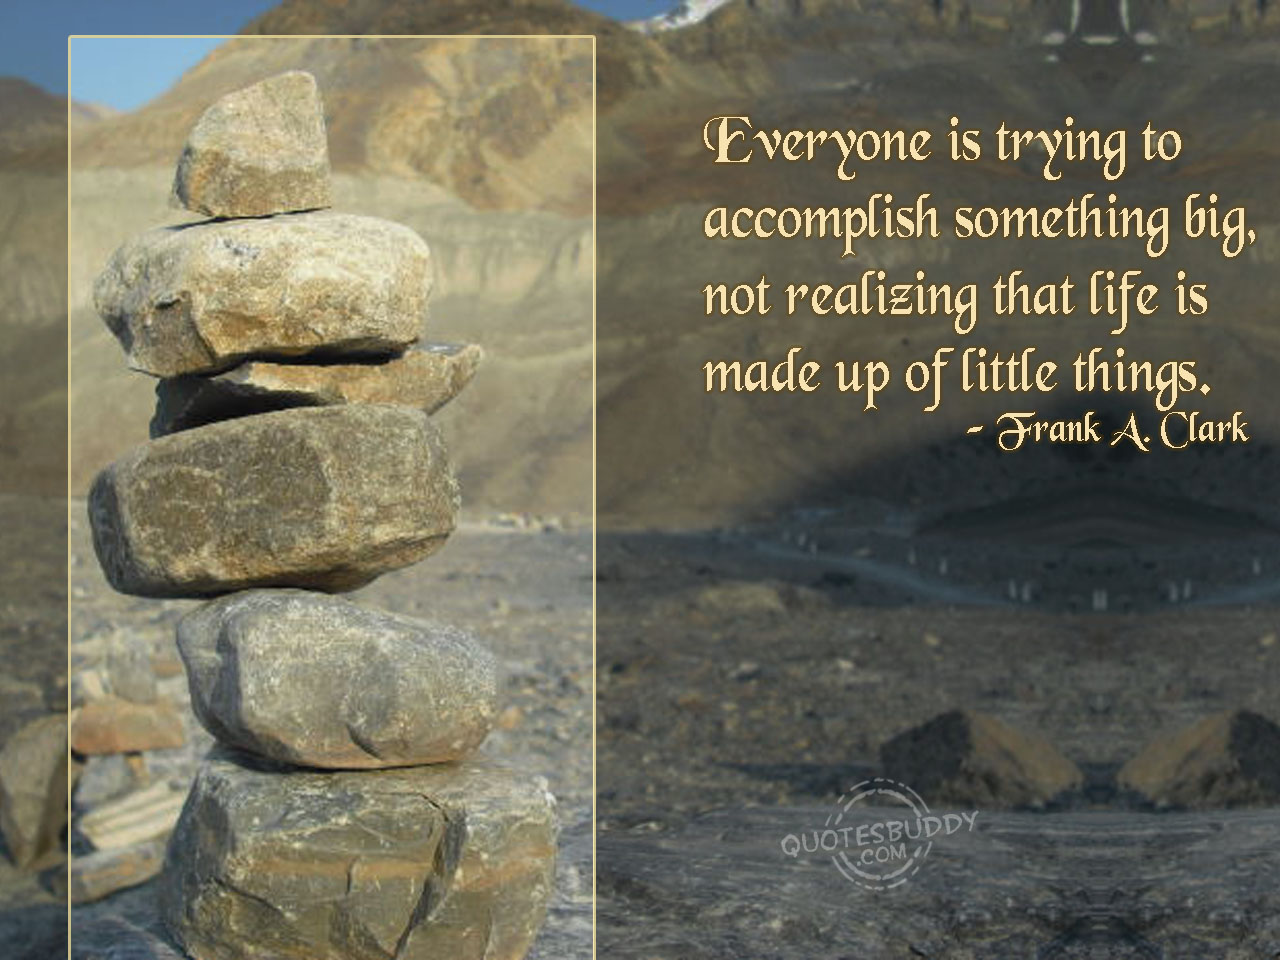 Everyone is trying to
accomplish something big,
not realizing that life is
made up of little things.
- Frank A. Clark
QUOTESBUDDY
.COM